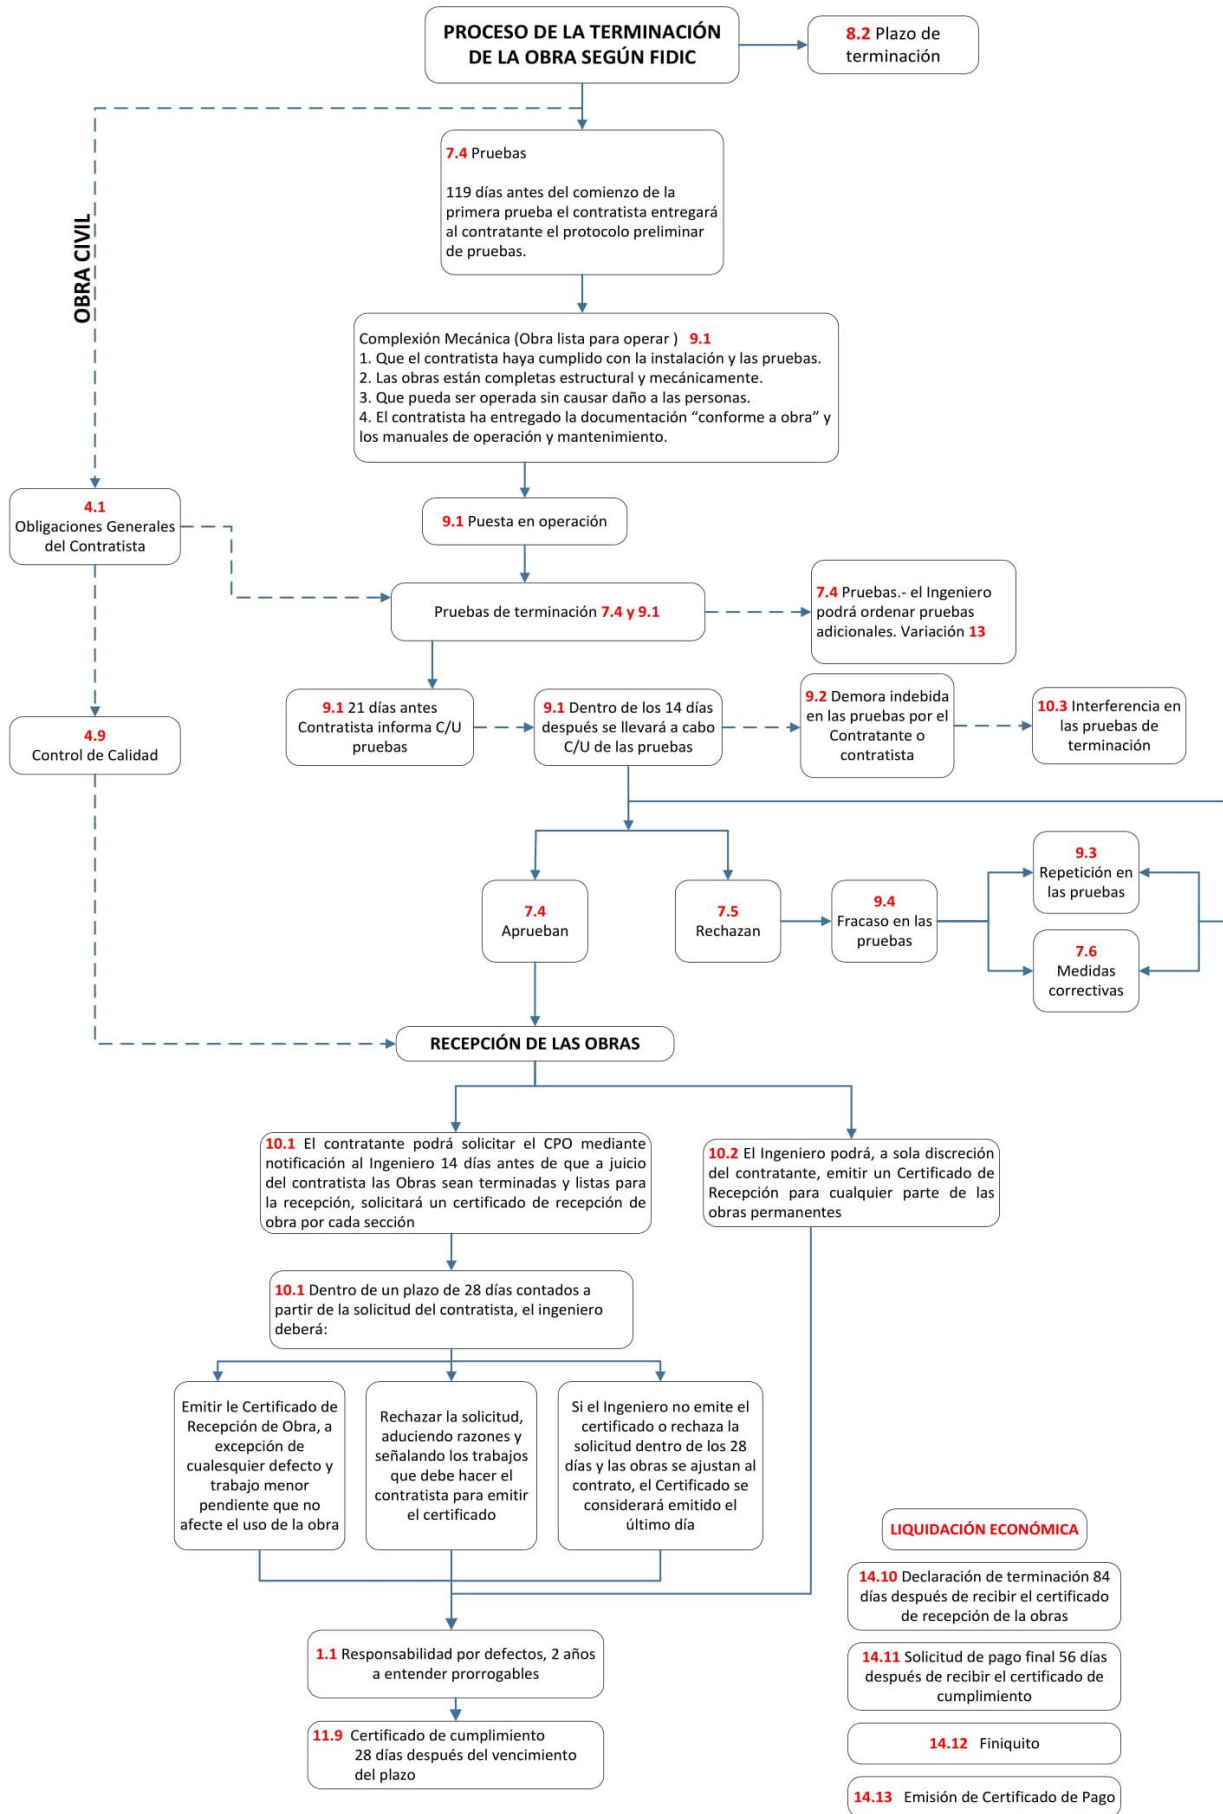 PROCESO DE LA TERMINACIÓN
DE LA OBRA SEGÚN FIDIC
8.2 Plazo de
terminación
OBRA CIVIL
7.4 Pruebas
119 días antes del comienzo de la
primera prueba el contratista entregará
al contratante el protocolo preliminar
de pruebas.
Complexión Mecánica (Obra lista para operar ) 9.1
1. Que el contratista haya cumplido con la instalación y las pruebas.
2. Las obras están completas estructural y mecánicamente.
3. Que pueda ser operada sin causar daño a las personas.
4. El contratista ha entregado la documentación “conforme a obra” y
los manuales de operación y mantenimiento.
4.1
Obligaciones Generales
del Contratista
9.1 Puesta en operación
Pruebas de terminación 7.4 y 9.1
7.4 Pruebas.- el Ingeniero
podrá ordenar pruebas
adicionales. Variación 13
4.9
Control de Calidad
9.1 21 días antes
Contratista informa C/U
pruebas
9.1 Dentro de los 14 días
después se llevará a cabo
C/U de las pruebas
9.2 Demora indebida
en las pruebas por el
Contratante o
contratista
10.3 Interferencia en
las pruebas de
terminación
7.4
Aprueban
7.5
Rechazan
9.4
Fracaso en las
pruebas
9.3
Repetición en
las pruebas
7.6
Medidas
correctivas
RECEPCIÓN DE LAS OBRAS
10.1 El contratante podrá solicitar el CPO mediante
notificación al Ingeniero 14 días antes de que a juicio
del contratista las Obras sean terminadas y listas para
la recepción, solicitará un certificado de recepción de
obra por cada sección
10.2 El Ingeniero podrá, a sola discreción
del contratante, emitir un Certificado de
Recepción para cualquier parte de las
obras permanentes
10.1 Dentro de un plazo de 28 días contados a
partir de la solicitud del contratista, el ingeniero
deberá:
Emitir le Certificado de
Recepción de Obra, a
excepción de
cualesquier defecto y
trabajo menor
pendiente que no
afecte el uso de la obra
Rechazar la solicitud,
aduciendo razones y
señalando los trabajos
que debe hacer el
contratista para emitir
el certificado
Si el Ingeniero no emite el
certificado o rechaza la
solicitud dentro de los 28
días y las obras se ajustan al
contrato, el Certificado se
considerará emitido el
último día
1.1 Responsabilidad por defectos, 2 años
a entender prorrogables
11.9 Certificado de cumplimiento
28 días después del vencimiento
del plazo
LIQUIDACIÓN ECONÓMICA
14.10 Declaración de terminación 84
días después de recibir el certificado
de recepción de la obras
14.11 Solicitud de pago final 56 días
después de recibir el certificado de
cumplimiento
14.12 Finiquito
14.13 Emisión de Certificado de Pago